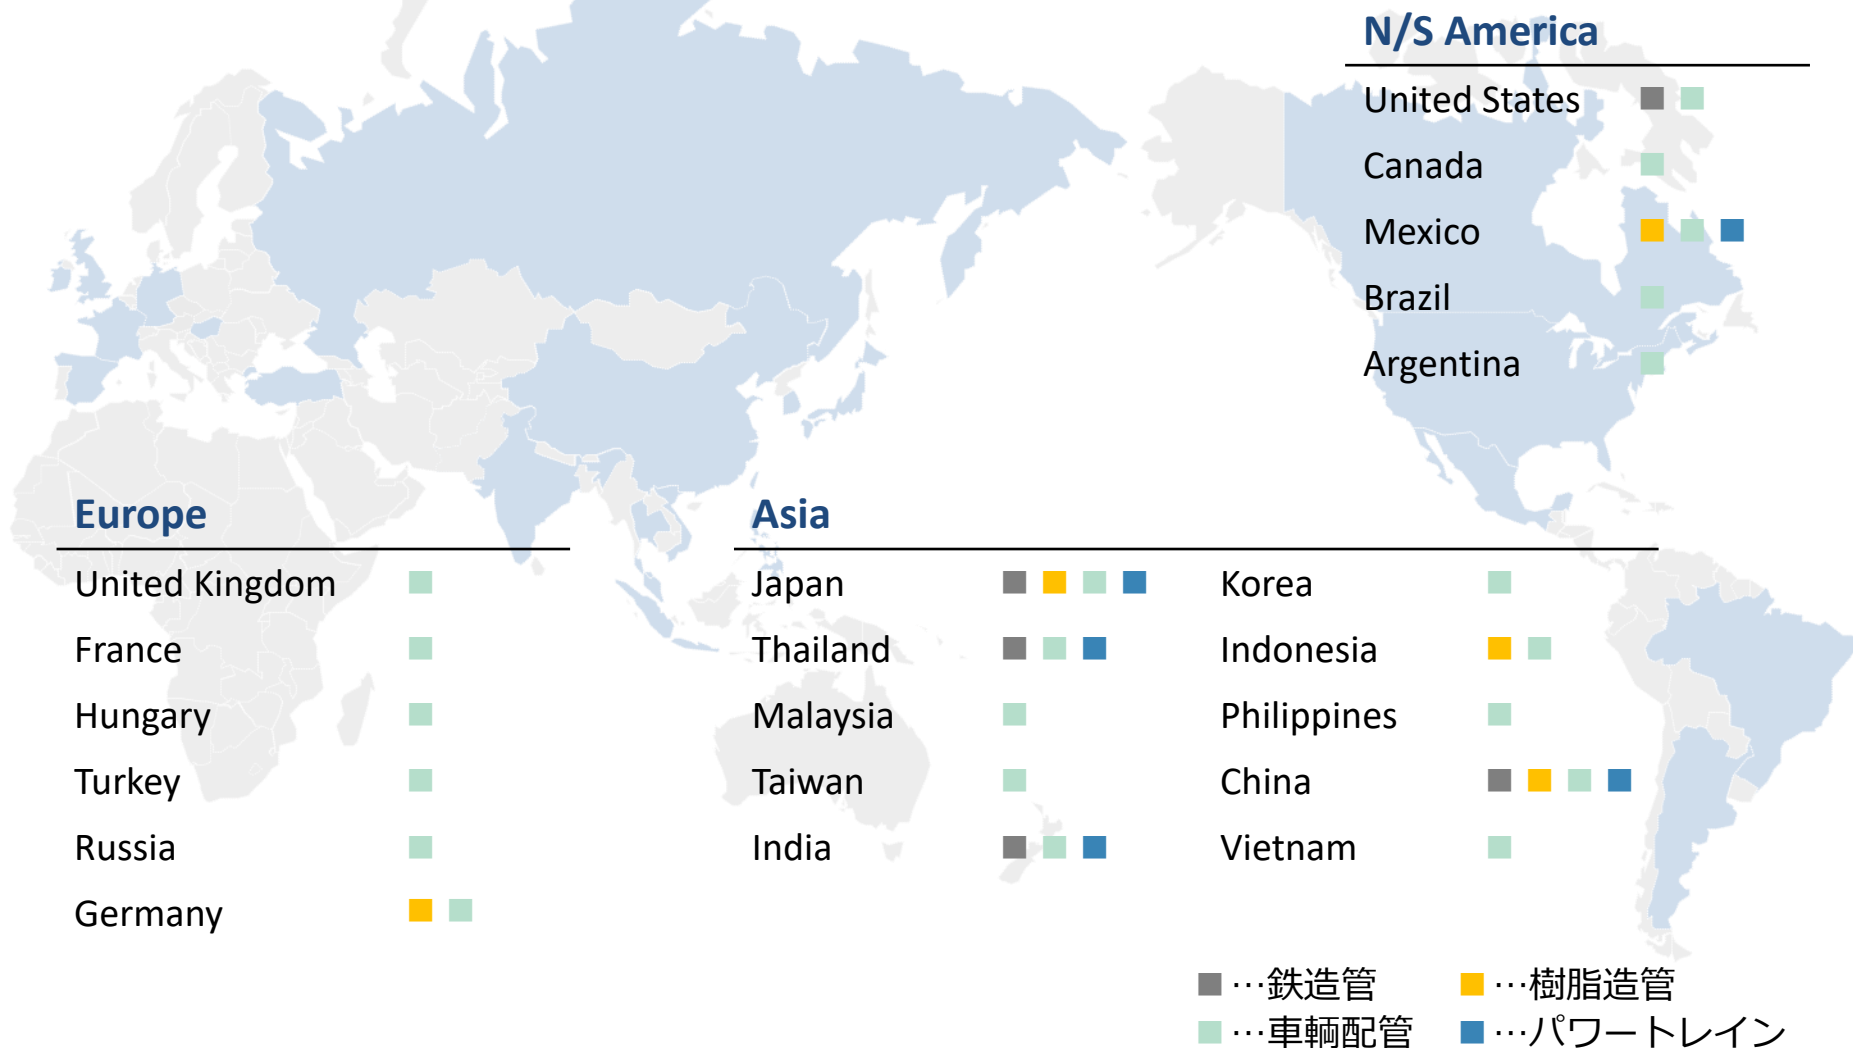 N/S America
United States
Canada
Mexico
Brazil
Argentina
Europe
United Kingdom
France
Hungary
Turkey
Russia
Germany
Asia
Japan
Thailand
Malaysia
Taiwan
India
Korea
Indonesia
Philippines
China
Vietnam
■…鉄造管
■…樹脂造管
■…車輌配管
■…パワートレイン